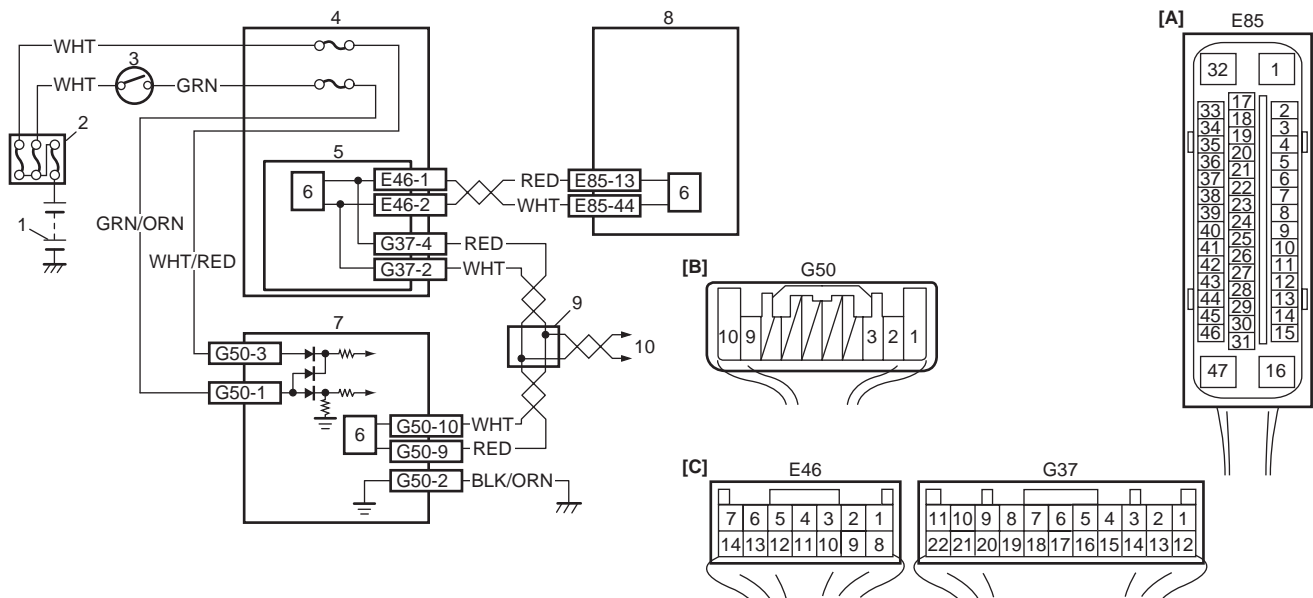 4
8
[A] E85
WHT
3
WHT
GRN
2
1
5
6
E46-1
E46-2
RED
WHT
E85-13
E85-44
6
GRN/ORN
WHT/RED
G37-4
G37-2
RED
WHT
9
10
7
G50-3
G50-1
6
G50-10
G50-9
G50-2
WHT
RED
BLK/ORN
[B] G50
10 9 3 2 1
32 1
33 34 35 36 37 38 39 40 41 42 43 44 45 46
17 18 19 20 21 22 23 24 25 26 27 28 29 30 31
2 3 4 5 6 7 8 9 10 11 12 13 14 15
47 16
[C] E46
7 6 5 4 3 2 1
14 13 12 11 10 9 8
G37
11 10 9 8 7 6 5 4 3 2 1
22 21 20 19 18 17 16 15 14 13 12